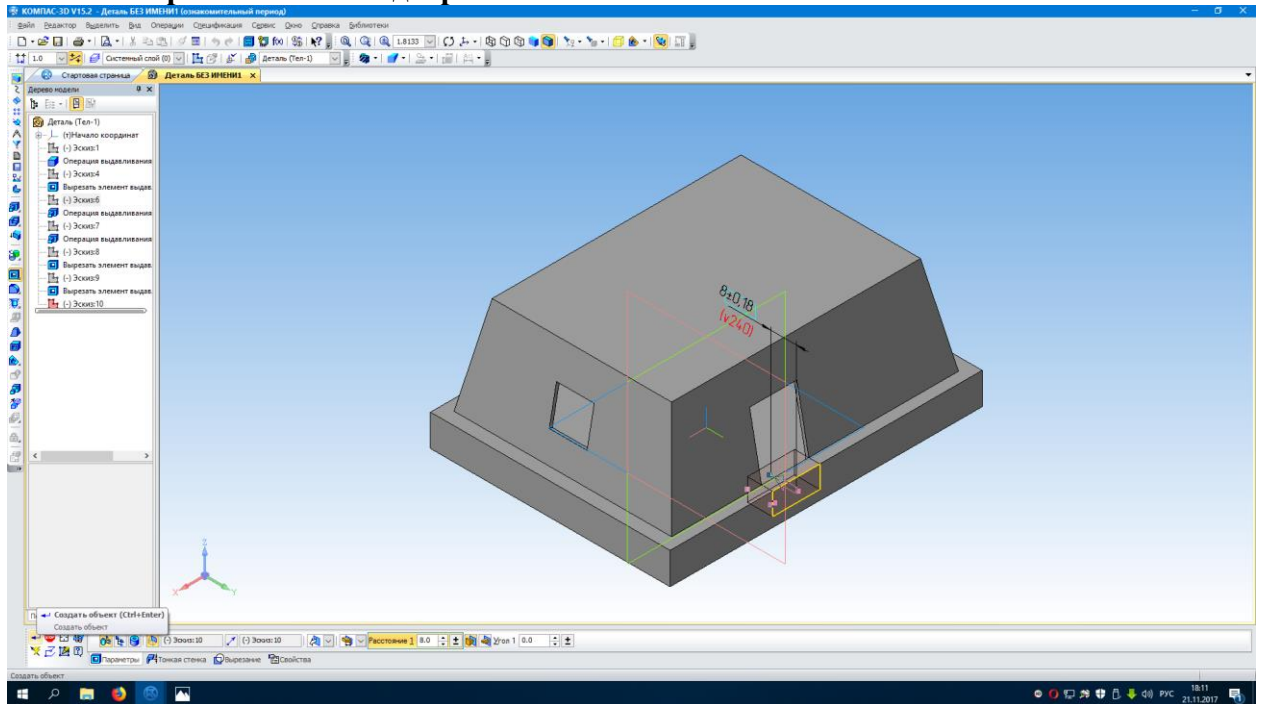 КОМПАС-3D V15.2 - Деталь БЕЗ ИМЕНИ1 (ознакомительный период)
Файл Редактор Выделить Вид Операции Спецификация Сервис Окно Справка Библиотеки
1.8133
1.0 Системный слой (0) Деталь (Тел-1)
Стартовая страница Деталь БЕЗ ИМЕНИ1 x
Дерево модели
Деталь (Тел-1)
(т)Начало координат
(-) Эскиз:1
Операция выдавливания
(-) Эскиз:4
Вырезать элемент выдав
(-) Эскиз:6
Операция выдавливания
(-) Эскиз:7
Операция выдавливания
(-) Эскиз:8
Вырезать элемент выдав
(-) Эскиз:9
Вырезать элемент выдав
(-) Эскиз:10
8±0,18
(v240)
Z
X
Y
Создать объект (Ctrl+Enter)
Создать объект
(-) Эскиз:10 (-) Эскиз:10 Расстояние 1 8.0 Угол 1 0.0
Параметры Тонкая стенка Вырезание Свойства
Создать объект
РУС 18:11
21.11.2017